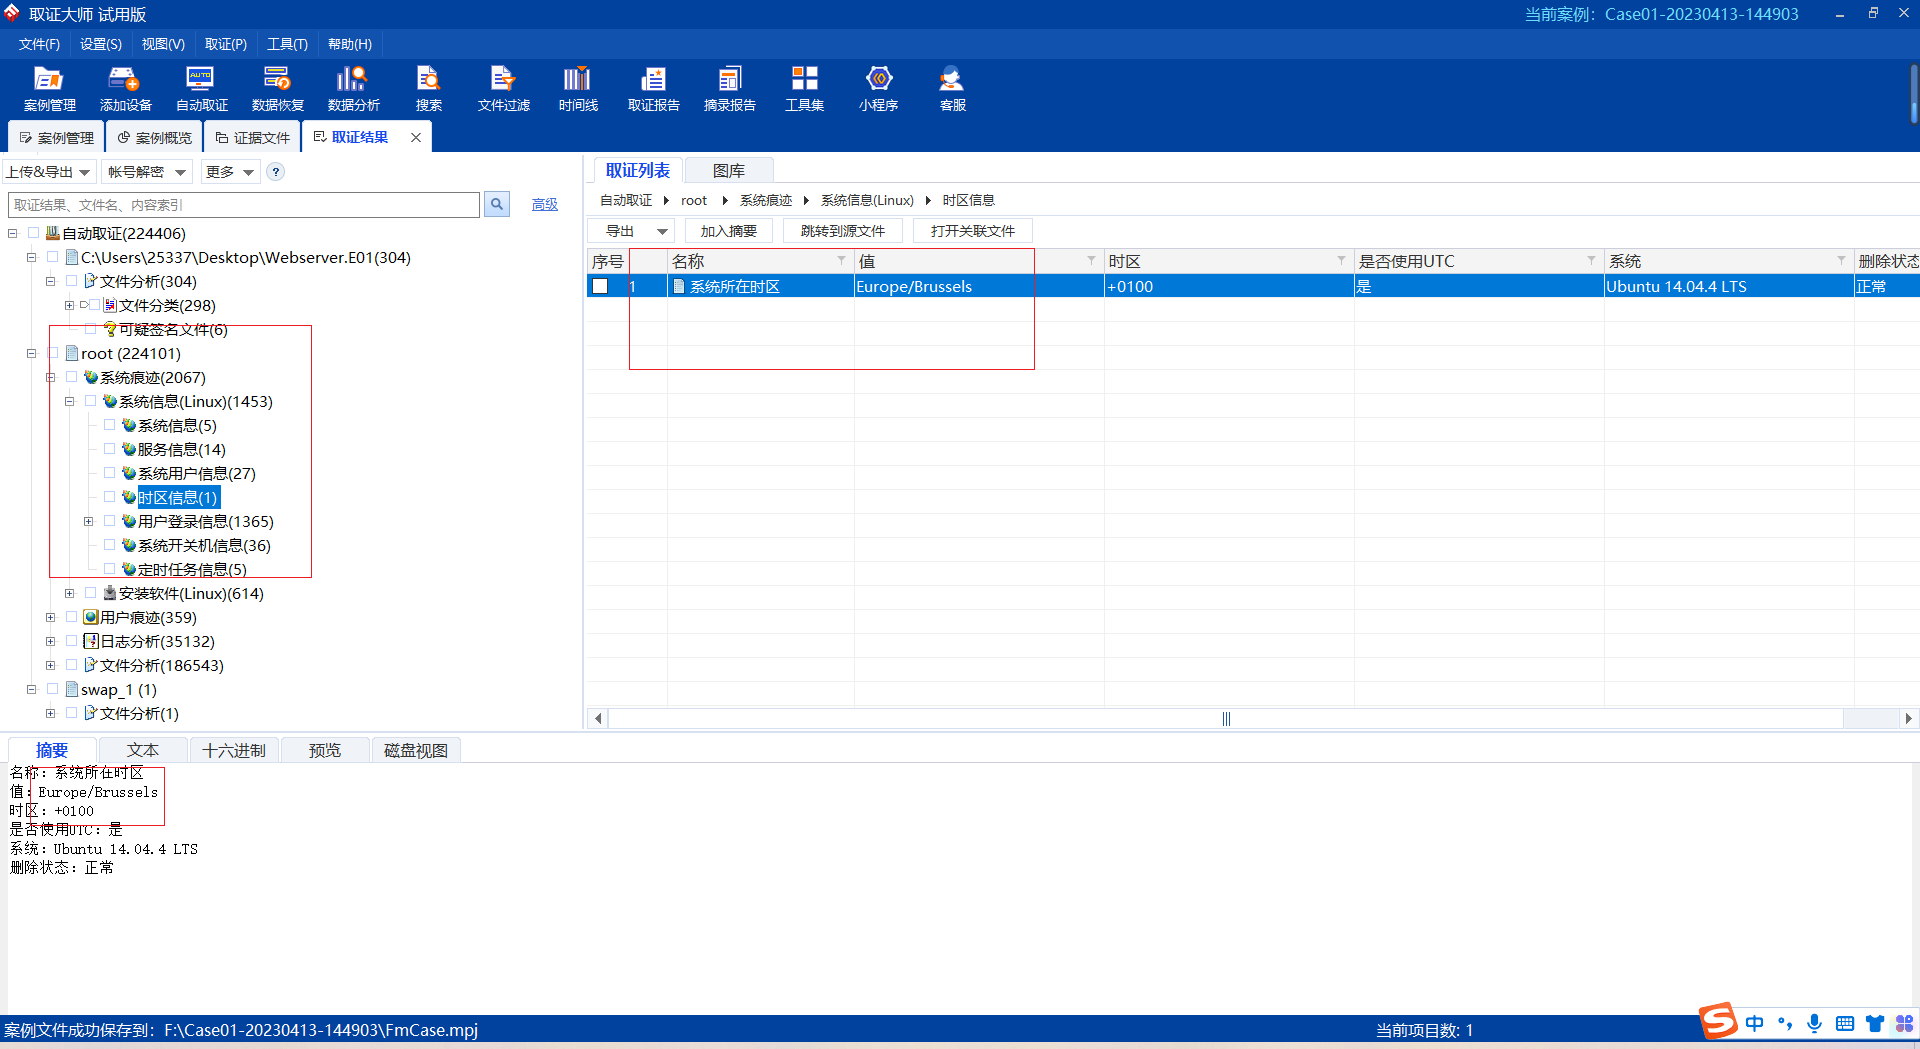 取证大师 试用版
当前案例：Case01-20230413-144903
文件(F) 设置(S) 视图(V) 取证(P) 工具(T) 帮助(H)
案例管理 添加设备 自动取证 数据恢复 数据分析 搜索 文件过滤 时间线 取证报告 摘录报告 工具集 小程序 客服
案例管理 案例概览 证据文件 取证结果
上传&导出 帐号解密 更多 ?
取证结果、文件名、内容索引 高级
自动取证(224406)
C:\Users\25337\Desktop\Webserver.E01(304)
文件分析(304)
文件分类(298)
可疑签名文件(6)
root (224101)
系统痕迹(2067)
系统信息(Linux)(1453)
系统信息(5)
服务信息(14)
系统用户信息(27)
时区信息(1)
用户登录信息(1365)
系统开关机信息(36)
定时任务信息(5)
安装软件(Linux)(614)
用户痕迹(359)
日志分析(35132)
文件分析(186543)
swap_1 (1)
文件分析(1)
取证列表 图库
自动取证 root 系统痕迹 系统信息(Linux) 时区信息
导出 加入摘要 跳转到源文件 打开关联文件
序号 名称 值 时区 是否使用UTC 系统 删除状态
1 系统所在时区 Europe/Brussels +0100 是 Ubuntu 14.04.4 LTS 正常
摘要 文本 十六进制 预览 磁盘视图
名称：系统所在时区
值：Europe/Brussels
时区：+0100
是否使用UTC：是
系统：Ubuntu 14.04.4 LTS
删除状态：正常
案例文件成功保存到：F:\Case01-20230413-144903\FmCase.mpj
当前项目数: 1
中